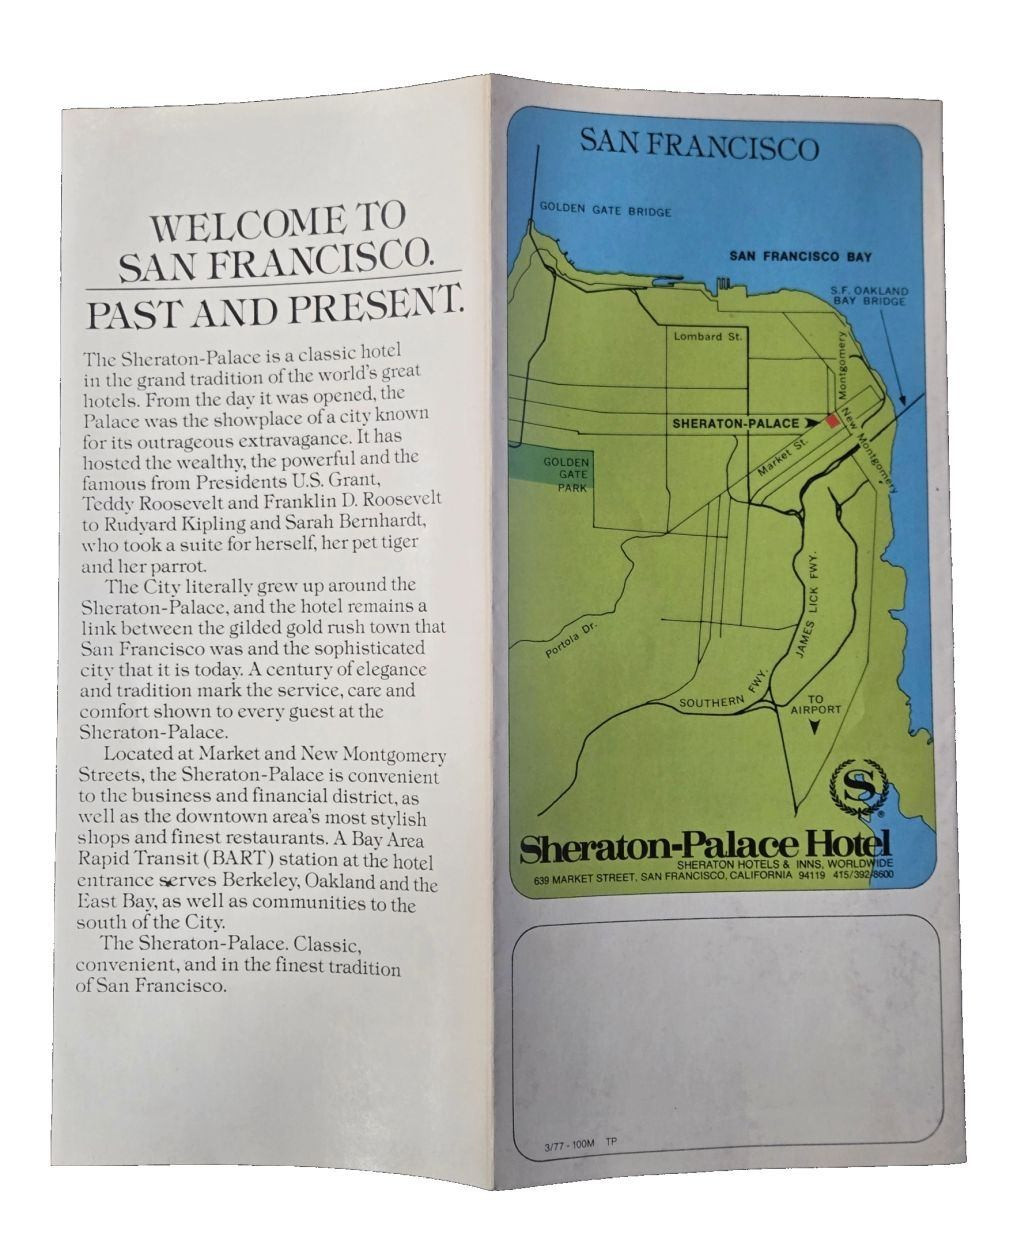 WELCOME TO
SAN FRANCISCO.
PAST AND PRESENT.
The Sheraton-Palace is a classic hotel
in the grand tradition of the world's great
hotels. From the day it was opened, the
Palace was the showplace of a city known
for its outrageous extravagance. It has
hosted the wealthy, the powerful and the
famous from Presidents U.S. Grant,
Teddy Roosevelt and Franklin D. Roosevelt
to Rudyard Kipling and Sarah Bernhardt,
who took a suite for herself, her pet tiger
and her parrot.
The City literally grew up around the
Sheraton-Palace, and the hotel remains a
link between the gilded gold rush town that
San Francisco was and the sophisticated
city that it is today. A century of elegance
and tradition mark the service, care and
comfort shown to every guest at the
Sheraton-Palace.
Located at Market and New Montgomery
Streets, the Sheraton-Palace is convenient
to the business and financial district, as
well as the downtown area's most stylish
shops and finest restaurants. A Bay Area
Rapid Transit (BART) station at the hotel
entrance serves Berkeley, Oakland and the
East Bay, as well as communities to the
south of the City.
The Sheraton-Palace. Classic,
convenient, and in the finest tradition
of San Francisco.
SAN FRANCISCO
GOLDEN GATE BRIDGE
SAN FRANCISCO BAY
S.F. OAKLAND
BAY BRIDGE
Lombard St.
Montgomery
SHERATON-PALACE
New Montgomery
Market St.
GOLDEN
GATE
PARK
JAMES LICK FWY.
Portola Dr.
SOUTHERN FWY.
TO
AIRPORT
S
®
Sheraton-Palace Hotel
SHERATON HOTELS & INNS, WORLDWIDE
639 MARKET STREET, SAN FRANCISCO, CALIFORNIA 94119 415/392-8600
3/77-100M TP